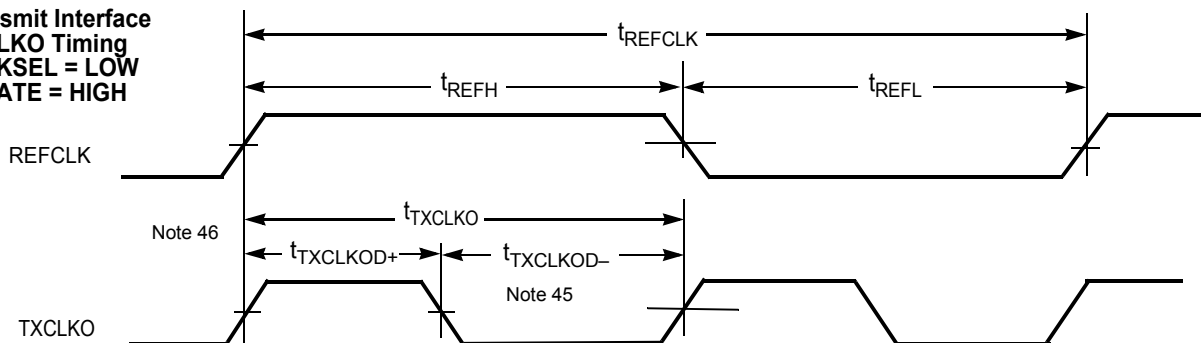 smit Interface
LKO Timing
KSEL = LOW
ATE = HIGH
tREFCLK
tREFH
tREFL
REFCLK
Note 46
tTXCLKO
tTXCLKOD+
tTXCLKOD–
Note 45
TXCLKO